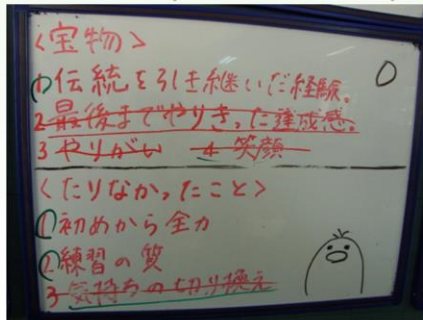 <宝物>
①伝統を引き継いだ経験。
2 最後までやりきった達成感。
3 やりがい 4 笑顔
<たりなかったこと>
①初めから全力
②練習の質
3 気持ちの切り換え